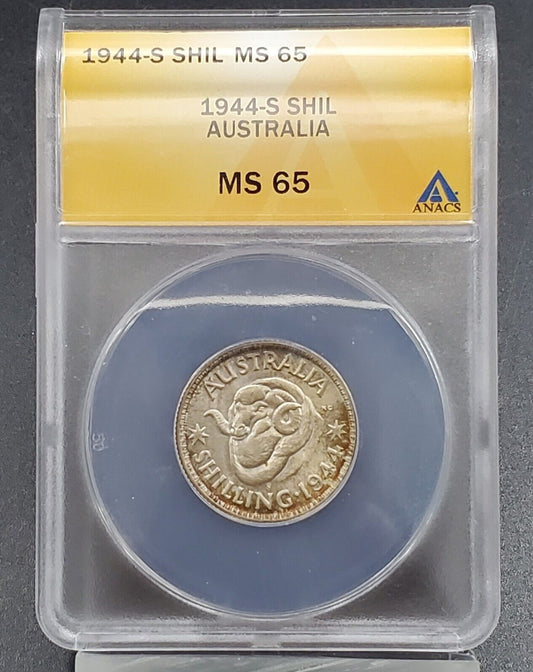 1944-S SHIL MS 65
1944-S SHIL
AUSTRALIA
MS 65
ANACS
AUSTRALIA
SHILLING · 1944